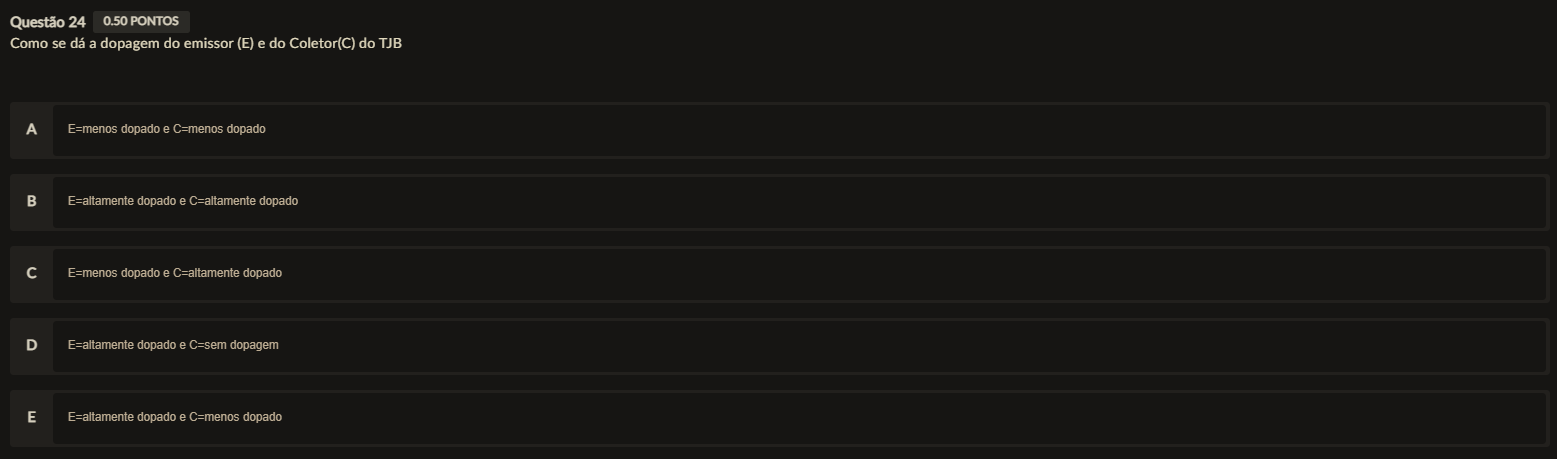 Questão 24 0.50 PONTOS
Como se dá a dopagem do emissor (E) e do Coletor(C) do TJB
A E=menos dopado e C=menos dopado
B E=altamente dopado e C=altamente dopado
C E=menos dopado e C=altamente dopado
D E=altamente dopado e C=sem dopagem
E E=altamente dopado e C=menos dopado